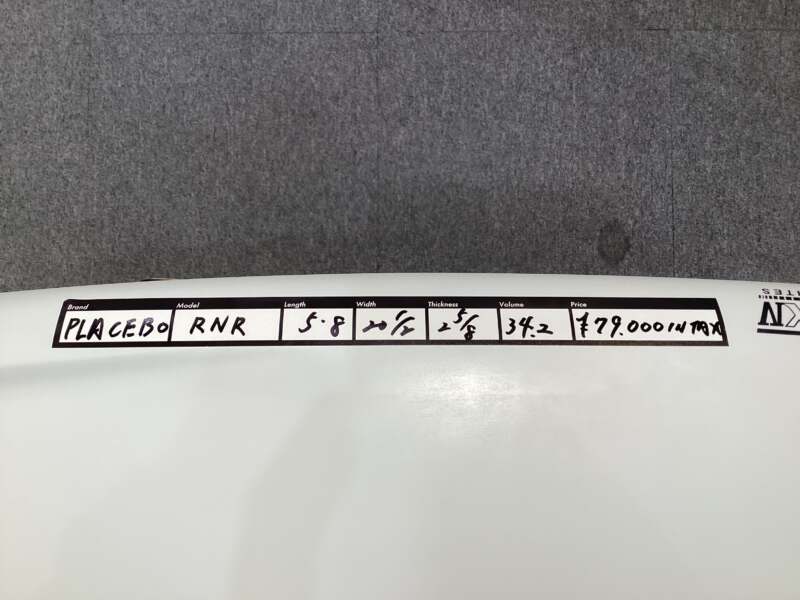 Brand Model Length Width Thickness Volume Price
PLACEBO RNR 5.8 20 1/2 2 5/8 34.2 ¥79.000 IN TAX